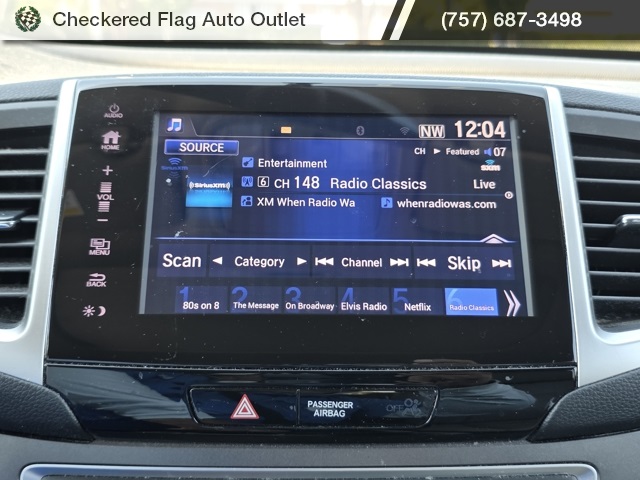 Checkered Flag Auto Outlet (757) 687-3498
AUDIO
HOME
+
VOL
−
MENU
BACK
NW 12:04
SOURCE
CH ► Featured 07
SiriusXM
Entertainment
sxm
6 CH 148 Radio Classics Live
((SiriusXM))
XM When Radio Wa whenradiowas.com
Scan ◄ Category ► Channel Skip
1 2 3 4 5 6
80s on 8 The Message On Broadway Elvis Radio Netflix Radio Classics
PASSENGER
AIRBAG OFF